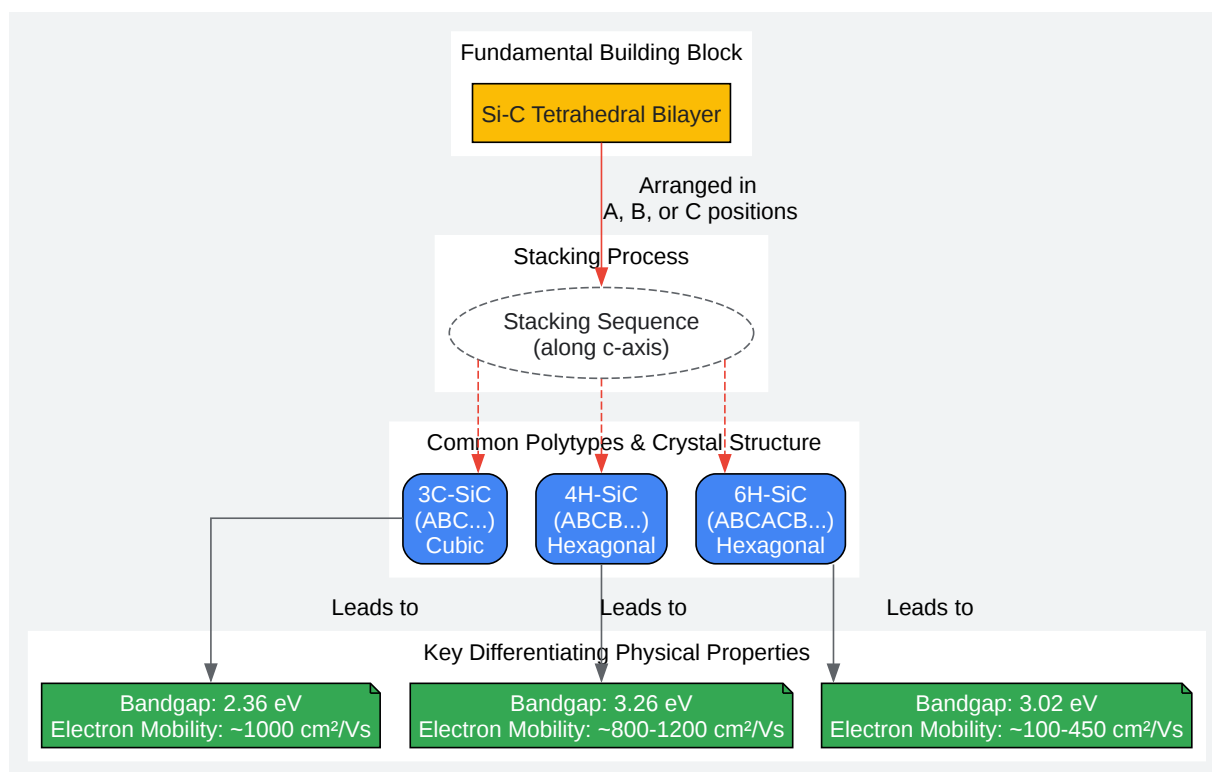 Fundamental Building Block
Si-C Tetrahedral Bilayer
Arranged in
A, B, or C positions
Stacking Process
Stacking Sequence
(along c-axis)
Common Polytypes & Crystal Structure
3C-SiC
(ABC...)
Cubic
4H-SiC
(ABCB...)
Hexagonal
6H-SiC
(ABCACB...)
Hexagonal
Leads to
Leads to
Leads to
Key Differentiating Physical Properties
Bandgap: 2.36 eV
Electron Mobility: ~1000 cm²/Vs
Bandgap: 3.26 eV
Electron Mobility: ~800-1200 cm²/Vs
Bandgap: 3.02 eV
Electron Mobility: ~100-450 cm²/Vs